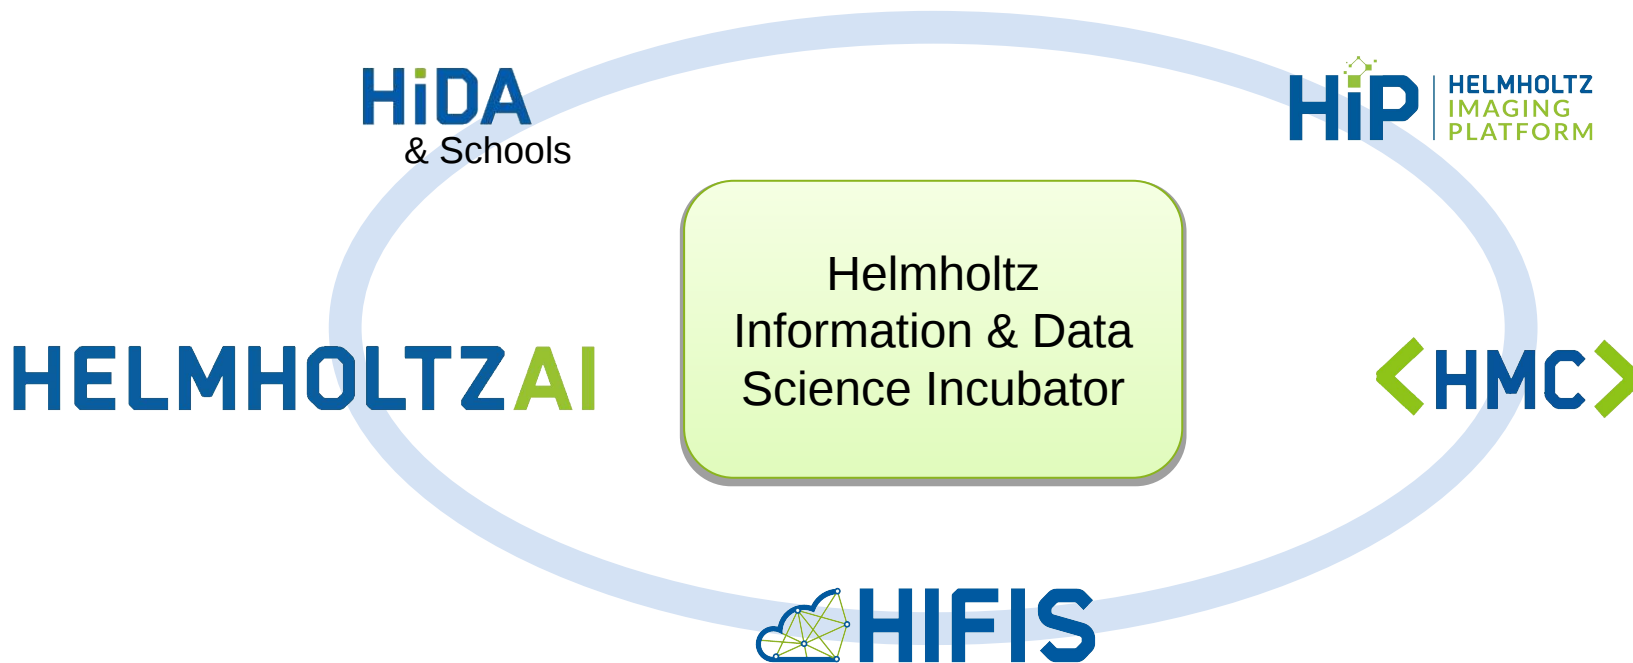 HiDA
& Schools
HiP
HELMHOLTZ
IMAGING
PLATFORM
Helmholtz
Information & Data
Science Incubator
HELMHOLTZAI
<HMC>
HIFIS